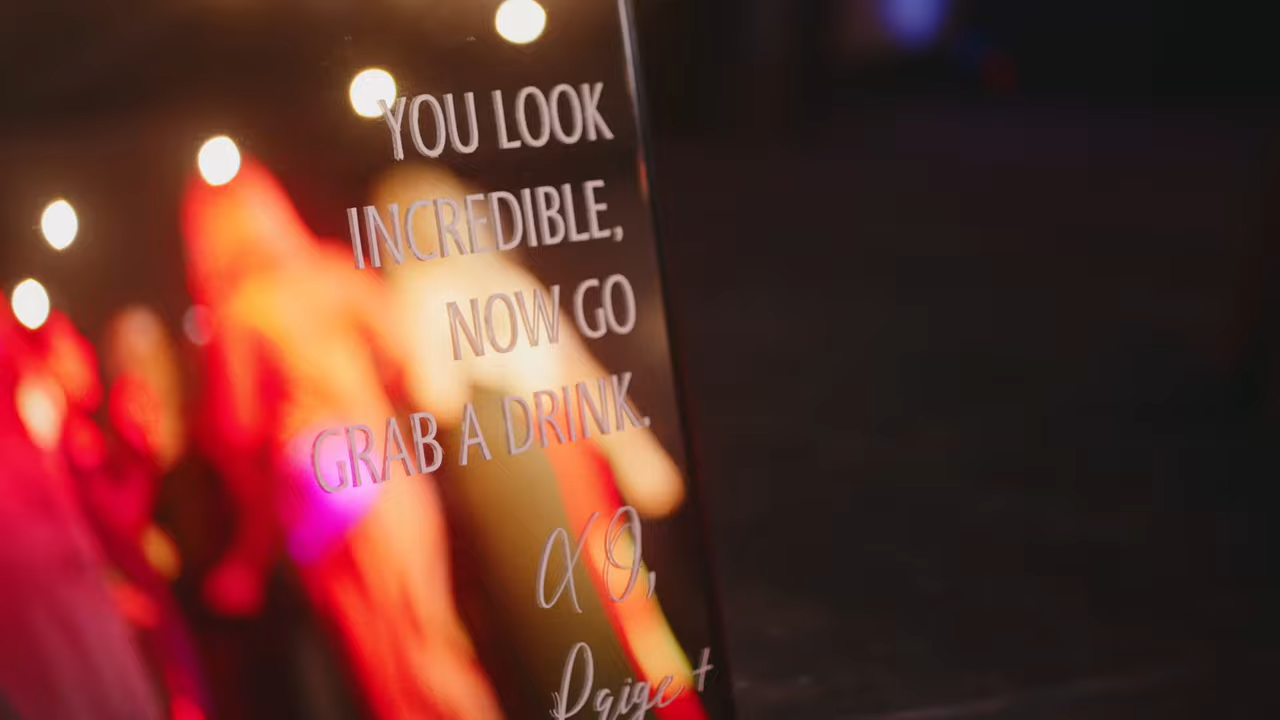 YOU LOOK
INCREDIBLE,
NOW GO
GRAB A DRINK.
XO,
Paige +